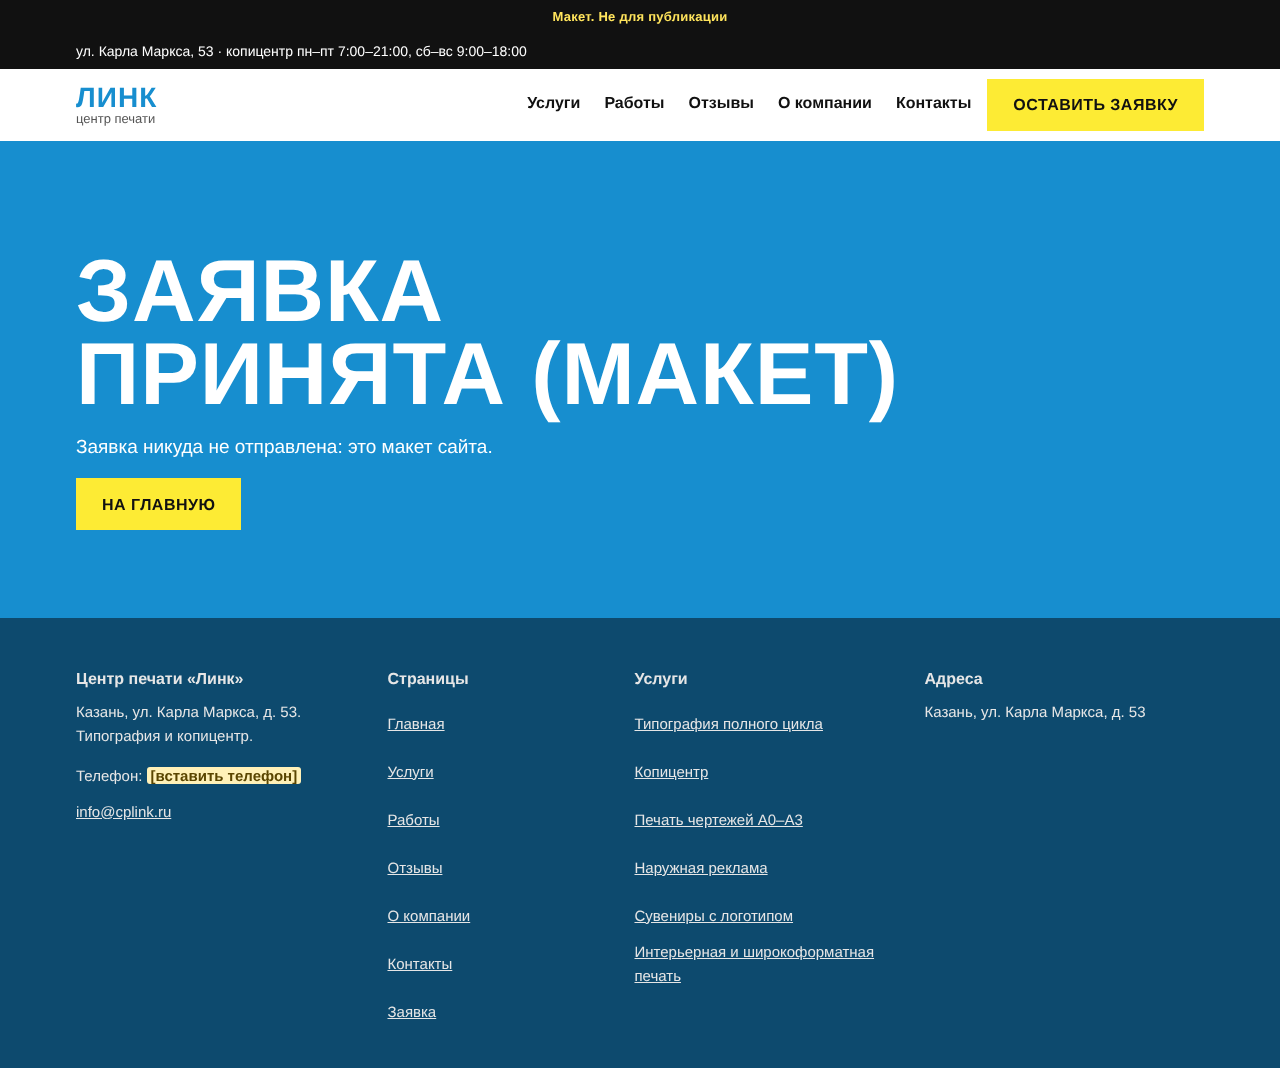 Макет. Не для публикации
ул. Карла Маркса, 53 · копицентр пн–пт 7:00–21:00, сб–вс 9:00–18:00
ЛИНК
центр печати
Услуги
Работы
Отзывы
О компании
Контакты
ОСТАВИТЬ ЗАЯВКУ
ЗАЯВКА
ПРИНЯТА (МАКЕТ)
Заявка никуда не отправлена: это макет сайта.
НА ГЛАВНУЮ
Центр печати «Линк»
Казань, ул. Карла Маркса, д. 53.
Типография и копицентр.
Телефон: [вставить телефон]
info@cplink.ru
Страницы
Главная
Услуги
Работы
Отзывы
О компании
Контакты
Заявка
Услуги
Типография полного цикла
Копицентр
Печать чертежей А0–А3
Наружная реклама
Сувениры с логотипом
Интерьерная и широкоформатная
печать
Адреса
Казань, ул. Карла Маркса, д. 53